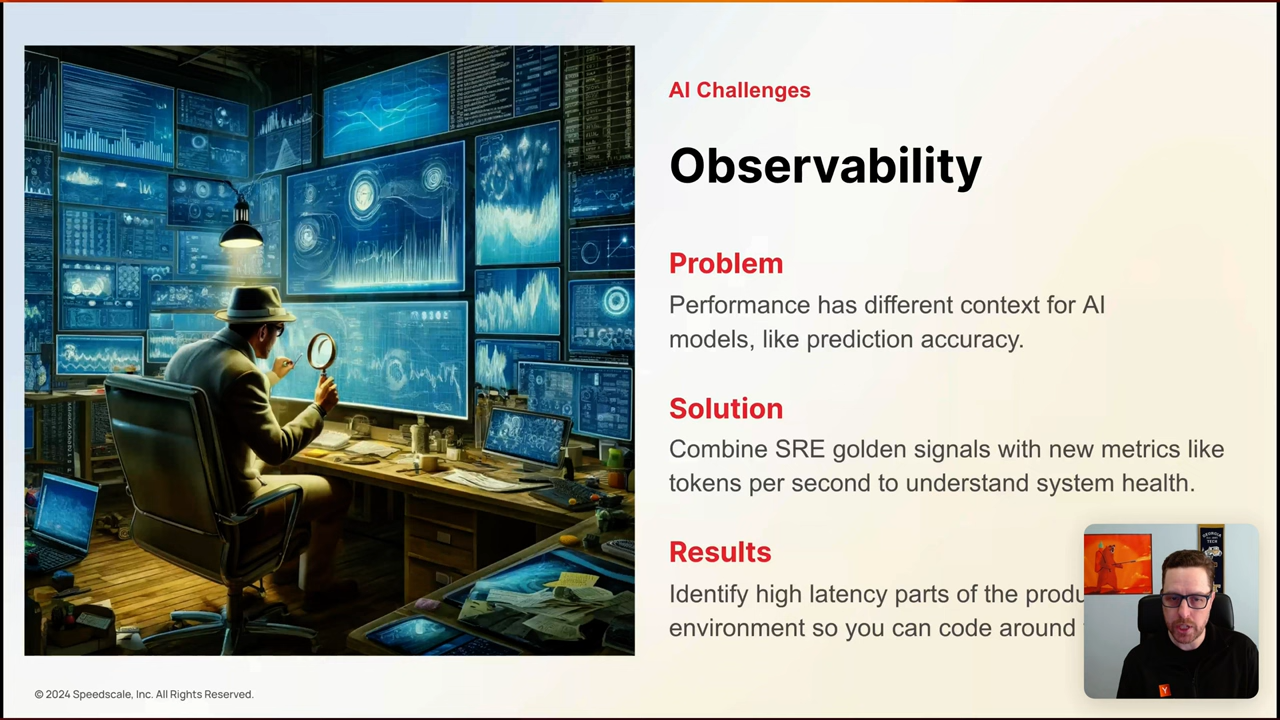 AI Challenges
Observability
Problem
Performance has different context for AI
models, like prediction accuracy.
Solution
Combine SRE golden signals with new metrics like
tokens per second to understand system health.
Results
Identify high latency parts of the
environment so you can code around
© 2024 Speedscale, Inc. All Rights Reserved.
GEORGIA
TECH
Y